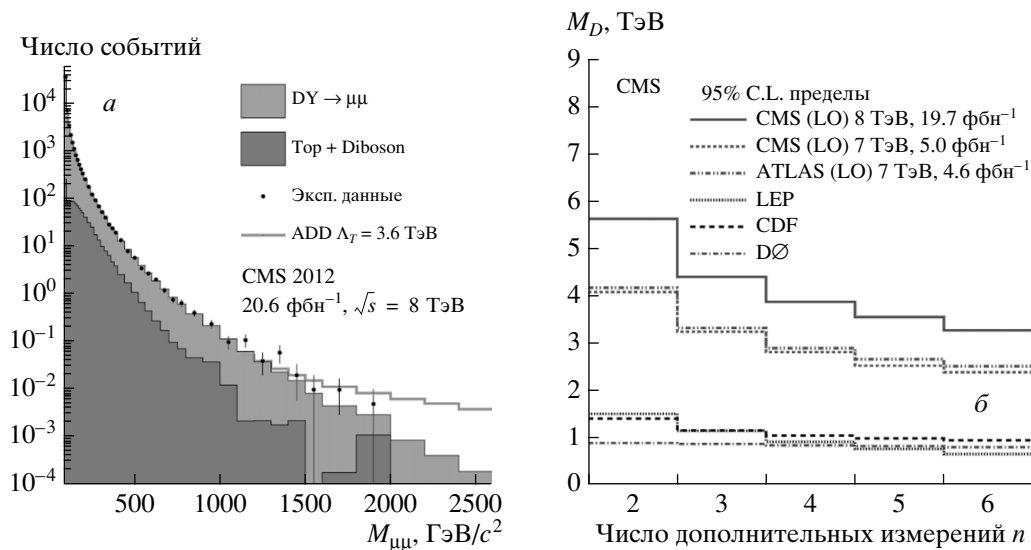 Число событий
10⁴
10³
10²
10¹
10⁰
10⁻¹
10⁻²
10⁻³
10⁻⁴
а
DY → μμ
Top + Diboson
Эксп. данные
ADD Λ_T = 3.6 ТэВ
CMS 2012
20.6 фбн⁻¹, √s = 8 ТэВ
500 1000 1500 2000 2500
M_μμ, ГэВ/c²
M_D, ТэВ
9
8
7
6
5
4
3
2
1
0
CMS
95% C.L. пределы
CMS (LO) 8 ТэВ, 19.7 фбн⁻¹
CMS (LO) 7 ТэВ, 5.0 фбн⁻¹
ATLAS (LO) 7 ТэВ, 4.6 фбн⁻¹
LEP
CDF
DØ
б
2 3 4 5 6
Число дополнительных измерений n